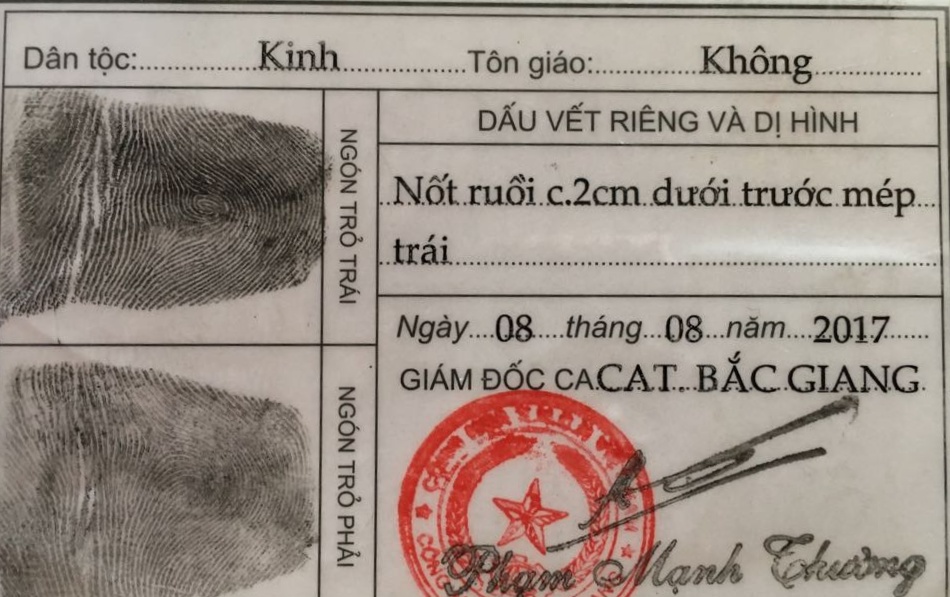 Dân tộc: Kinh Tôn giáo: Không
DẤU VẾT RIÊNG VÀ DỊ HÌNH
Nốt ruồi c.2cm dưới trước mép
trái
NGÓN TRỎ TRÁI
Ngày 08 tháng 08 năm 2017
GIÁM ĐỐC CA CAT. BẮC GIANG
NGÓN TRỎ PHẢI
Phạm Mạnh Thường